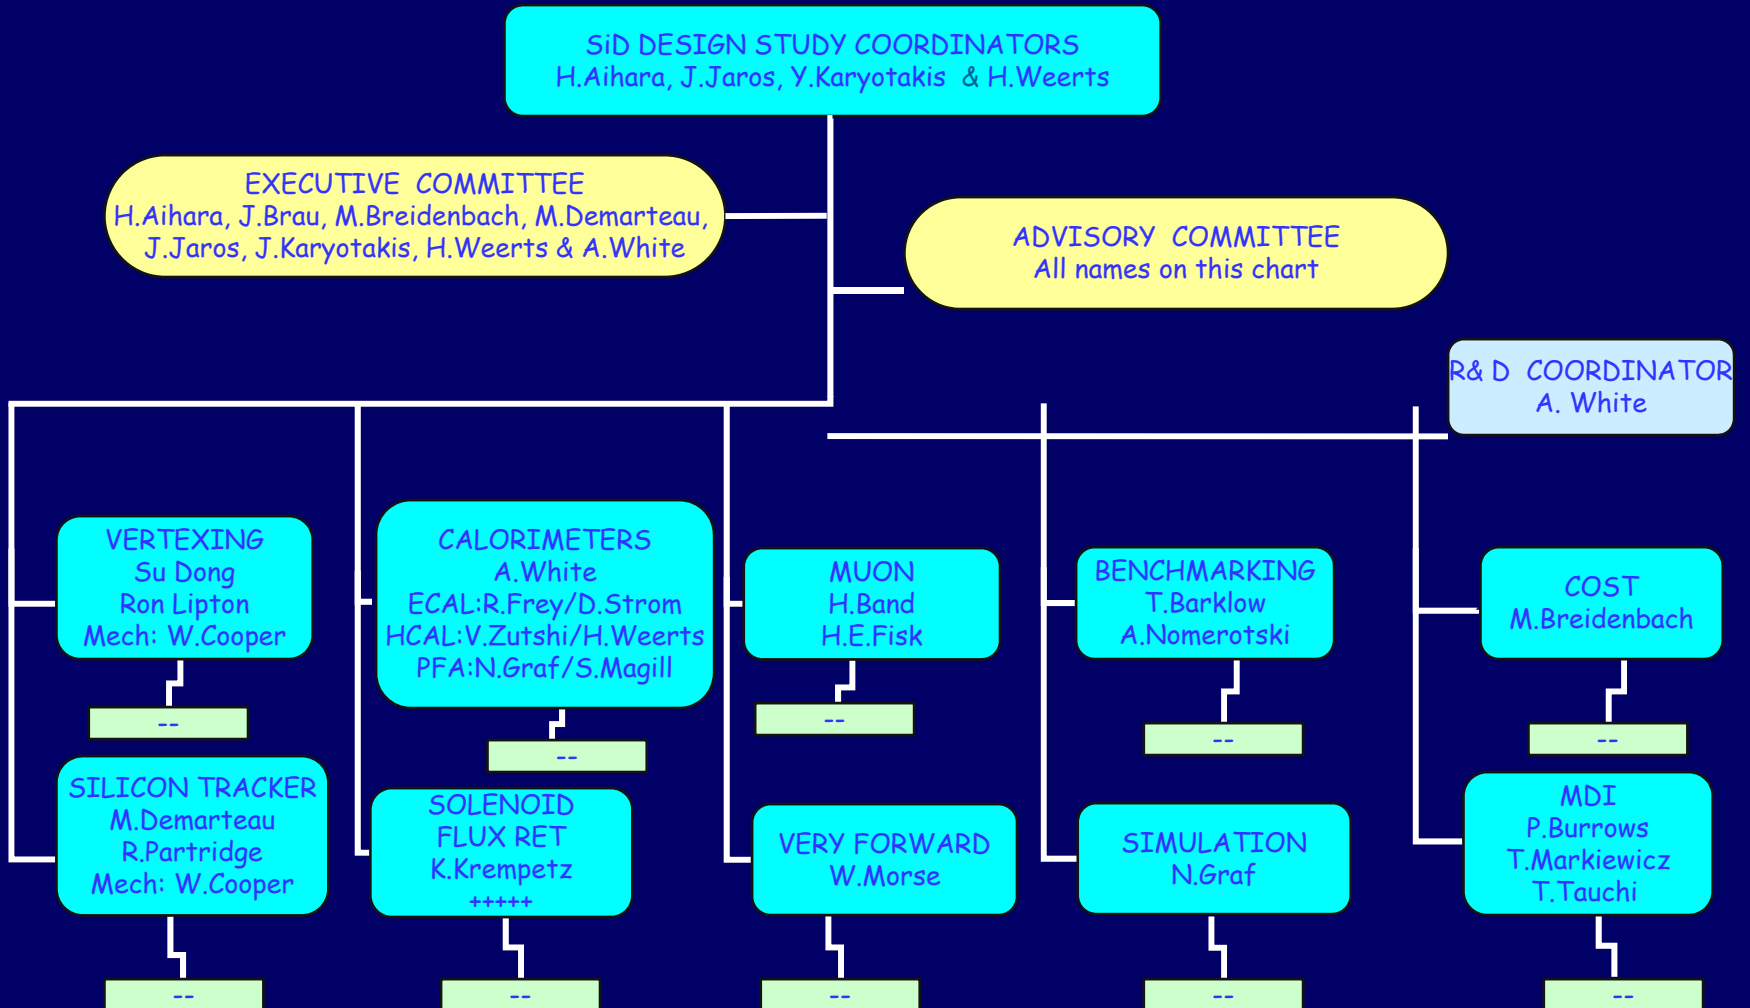 SiD DESIGN STUDY COORDINATORS
H.Aihara, J.Jaros, Y.Karyotakis & H.Weerts
EXECUTIVE COMMITTEE
H.Aihara, J.Brau, M.Breidenbach, M.Demarteau,
J.Jaros, J.Karyotakis, H.Weerts & A.White
ADVISORY COMMITTEE
All names on this chart
R& D COORDINATOR
A. White
VERTEXING
Su Dong
Ron Lipton
Mech: W.Cooper
--
CALORIMETERS
A.White
ECAL:R.Frey/D.Strom
HCAL:V.Zutshi/H.Weerts
PFA:N.Graf/S.Magill
--
MUON
H.Band
H.E.Fisk
--
BENCHMARKING
T.Barklow
A.Nomerotski
--
COST
M.Breidenbach
--
SILICON TRACKER
M.Demarteau
R.Partridge
Mech: W.Cooper
--
SOLENOID
FLUX RET
K.Krempetz
+++++
--
VERY FORWARD
W.Morse
--
SIMULATION
N.Graf
--
MDI
P.Burrows
T.Markiewicz
T.Tauchi
--